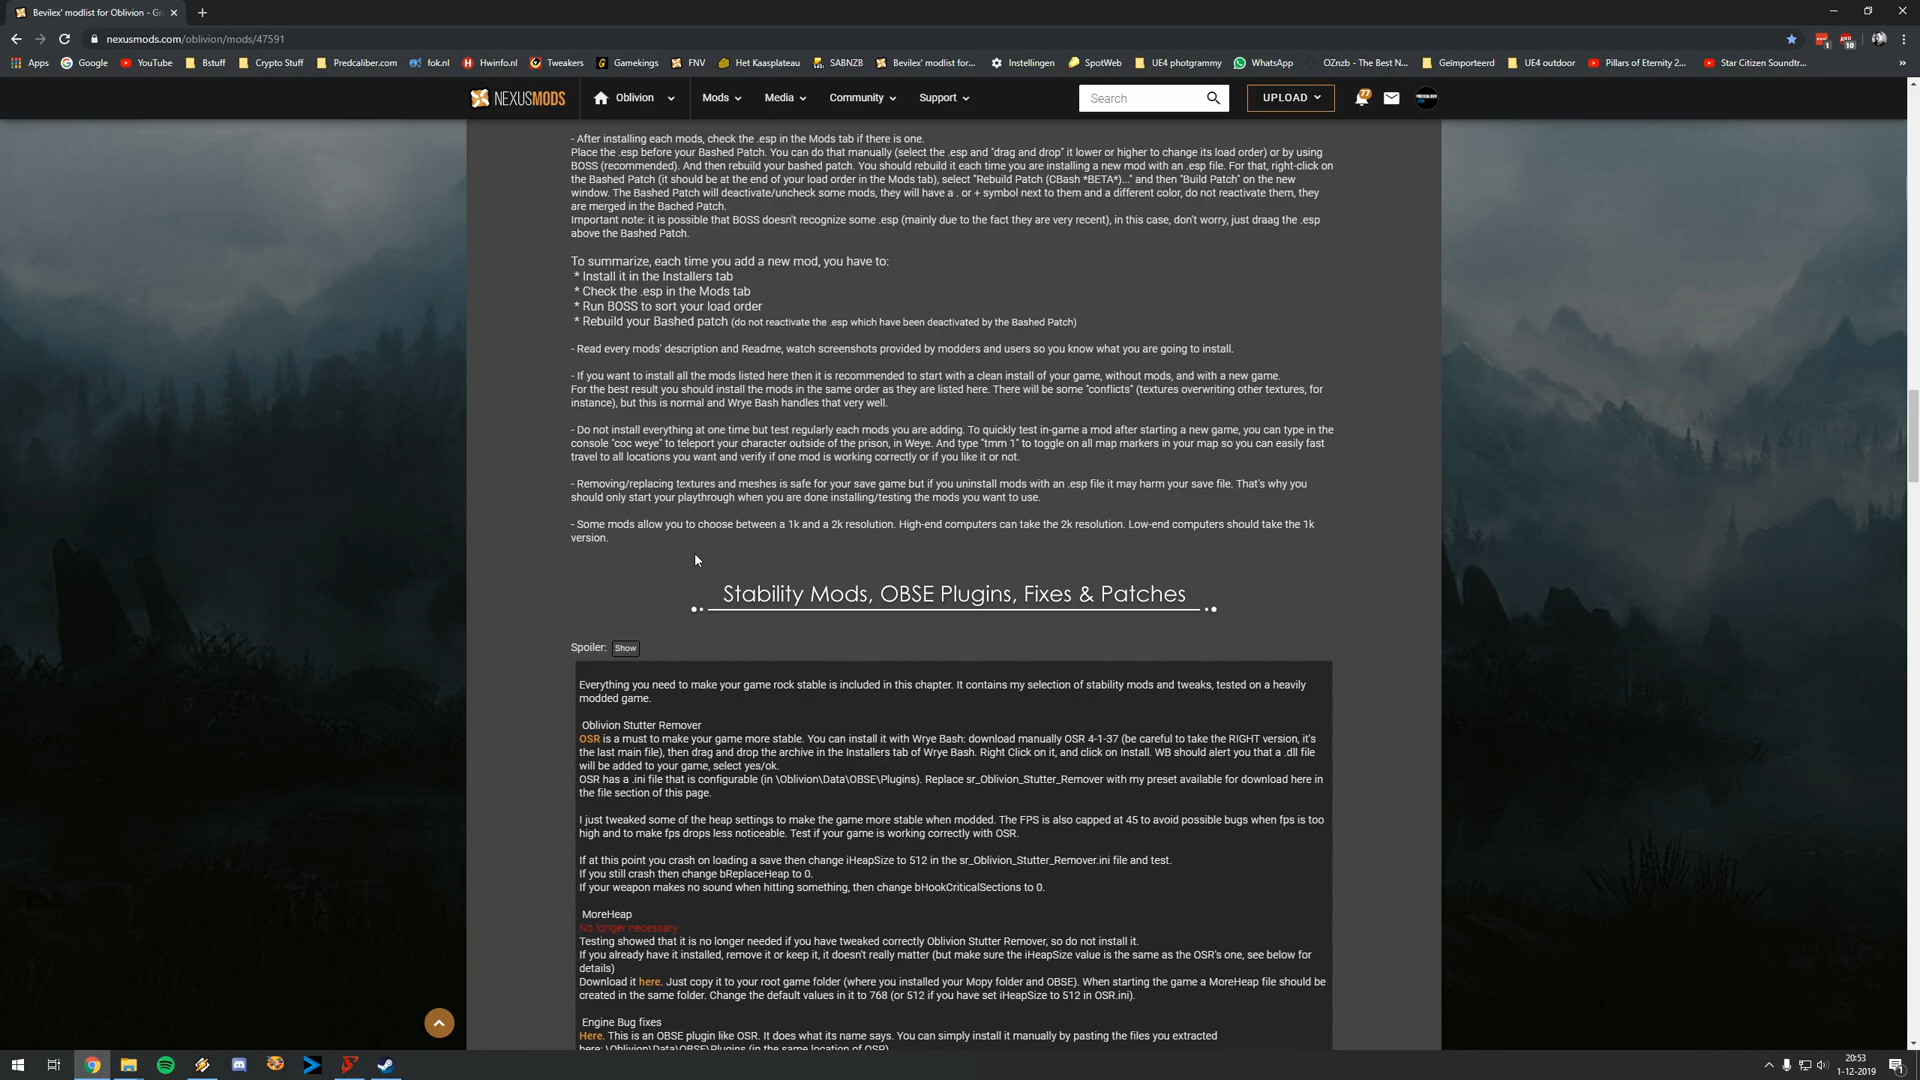 Bevilex' modlist for Oblivion - Gr
nexusmods.com/oblivion/mods/47591
Apps Google YouTube Bstuff Crypto Stuff Predcaliber.com fok.nl Hwinfo.nl Tweakers Gamekings FNV Het Kaasplateau SABNZB Bevilex' modlist for... Instellingen SpotWeb UE4 photgrammy WhatsApp OZnzb - The Best N... Geïmporteerd UE4 outdoor Pillars of Eternity 2... Star Citizen Soundtr...
NEXUSMODS Oblivion Mods Media Community Support Search UPLOAD 77
- After installing each mods, check the .esp in the Mods tab if there is one.
Place the .esp before your Bashed Patch. You can do that manually (select the .esp and "drag and drop" it lower or higher to change its load order) or by using
BOSS (recommended). And then rebuild your bashed patch. You should rebuild it each time you are installing a new mod with an .esp file. For that, right-click on
the Bashed Patch (it should be at the end of your load order in the Mods tab), select "Rebuild Patch (CBash *BETA*)..." and then "Build Patch" on the new
window. The Bashed Patch will deactivate/uncheck some mods, they will have a . or + symbol next to them and a different color, do not reactivate them, they
are merged in the Bached Patch.
Important note: it is possible that BOSS doesn't recognize some .esp (mainly due to the fact they are very recent), in this case, don't worry, just draag the .esp
above the Bashed Patch.
To summarize, each time you add a new mod, you have to:
* Install it in the Installers tab
* Check the .esp in the Mods tab
* Run BOSS to sort your load order
* Rebuild your Bashed patch (do not reactivate the .esp which have been deactivated by the Bashed Patch)
- Read every mods' description and Readme, watch screenshots provided by modders and users so you know what you are going to install.
- If you want to install all the mods listed here then it is recommended to start with a clean install of your game, without mods, and with a new game.
For the best result you should install the mods in the same order as they are listed here. There will be some "conflicts" (textures overwriting other textures, for
instance), but this is normal and Wrye Bash handles that very well.
- Do not install everything at one time but test regularly each mods you are adding. To quickly test in-game a mod after starting a new game, you can type in the
console "coc weye" to teleport your character outside of the prison, in Weye. And type "tmm 1" to toggle on all map markers in your map so you can easily fast
travel to all locations you want and verify if one mod is working correctly or if you like it or not.
- Removing/replacing textures and meshes is safe for your save game but if you uninstall mods with an .esp file it may harm your save file. That's why you
should only start your playthrough when you are done installing/testing the mods you want to use.
- Some mods allow you to choose between a 1k and a 2k resolution. High-end computers can take the 2k resolution. Low-end computers should take the 1k
version.
Stability Mods, OBSE Plugins, Fixes & Patches
Spoiler: Show
Everything you need to make your game rock stable is included in this chapter. It contains my selection of stability mods and tweaks, tested on a heavily
modded game.
Oblivion Stutter Remover
OSR is a must to make your game more stable. You can install it with Wrye Bash: download manually OSR 4-1-37 (be careful to take the RIGHT version, it's
the last main file), then drag and drop the archive in the Installers tab of Wrye Bash. Right Click on it, and click on Install. WB should alert you that a .dll file
will be added to your game, select yes/ok.
OSR has a .ini file that is configurable (in \Oblivion\Data\OBSE\Plugins). Replace sr_Oblivion_Stutter_Remover with my preset available for download here in
the file section of this page.
I just tweaked some of the heap settings to make the game more stable when modded. The FPS is also capped at 45 to avoid possible bugs when fps is too
high and to make fps drops less noticeable. Test if your game is working correctly with OSR.
If at this point you crash on loading a save then change iHeapSize to 512 in the sr_Oblivion_Stutter_Remover.ini file and test.
If you still crash then change bReplaceHeap to 0.
If your weapon makes no sound when hitting something, then change bHookCriticalSections to 0.
MoreHeap
No longer necessary
Testing showed that it is no longer needed if you have tweaked correctly Oblivion Stutter Remover, so do not install it.
If you already have it installed, remove it or keep it, it doesn't really matter (but make sure the iHeapSize value is the same as the OSR's one, see below for
details)
Download it here. Just copy it to your root game folder (where you installed your Mopy folder and OBSE). When starting the game a MoreHeap file should be
created in the same folder. Change the default values in it to 768 (or 512 if you have set iHeapSize to 512 in OSR.ini).
Engine Bug fixes
Here. This is an OBSE plugin like OSR. It does what its name says. You can simply install it manually by pasting the files you extracted
here: \Oblivion\Data\OBSE\Plugins (in the same location of OSR)
20:53
1-12-2019